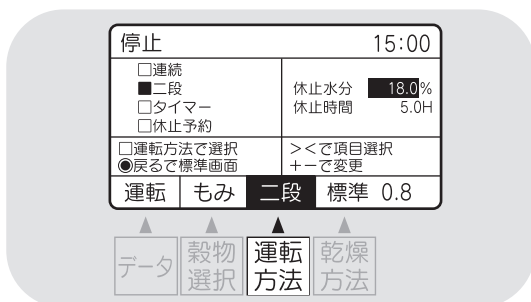 停止 15:00
□連続
■二段
□タイマー
□休止予約
休止水分 18.0%
休止時間 5.0H
□運転方法で選択
◉戻るで標準画面
＞＜で項目選択
＋－で変更
運転 もみ 二段 標準 0.8
データ 穀物選択 運転方法 乾燥方法